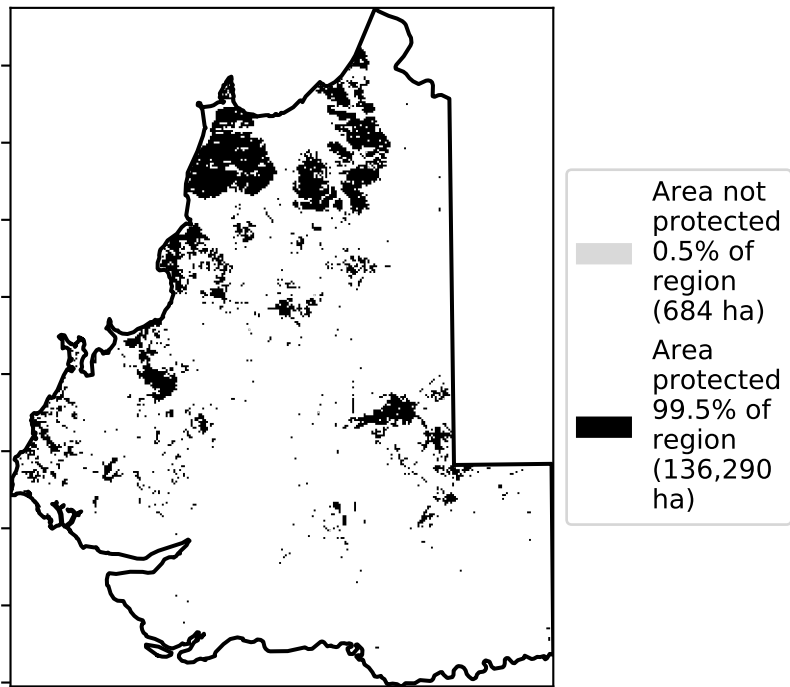 Area not
protected
0.5% of
region
(684 ha)
Area
protected
99.5% of
region
(136,290
ha)